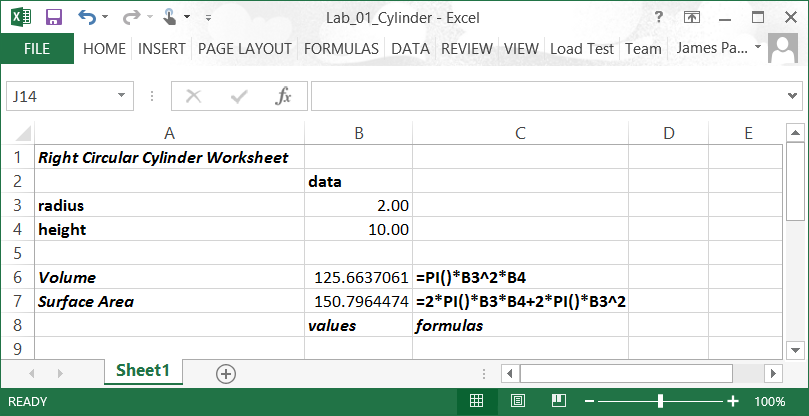 Lab_01_Cylinder - Excel
?
FILE HOME INSERT PAGE LAYOUT FORMULAS DATA REVIEW VIEW Load Test Team James Pa...
J14 fx
A B C D E
1 Right Circular Cylinder Worksheet
2 data
3 radius 2.00
4 height 10.00
5
6 Volume 125.6637061 =PI()*B3^2*B4
7 Surface Area 150.7964474 =2*PI()*B3*B4+2*PI()*B3^2
8 values formulas
9
Sheet1
READY 100%